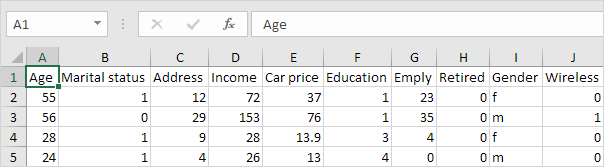 A1 fx Age
A B C D E F G H I J
1 Age Marital status Address Income Car price Education Emply Retired Gender Wireless
2 55 1 12 72 37 1 23 0 f 0
3 56 0 29 153 76 1 35 0 m 1
4 28 1 9 28 13.9 3 4 0 f 0
5 24 1 4 26 13 4 0 0 m 0